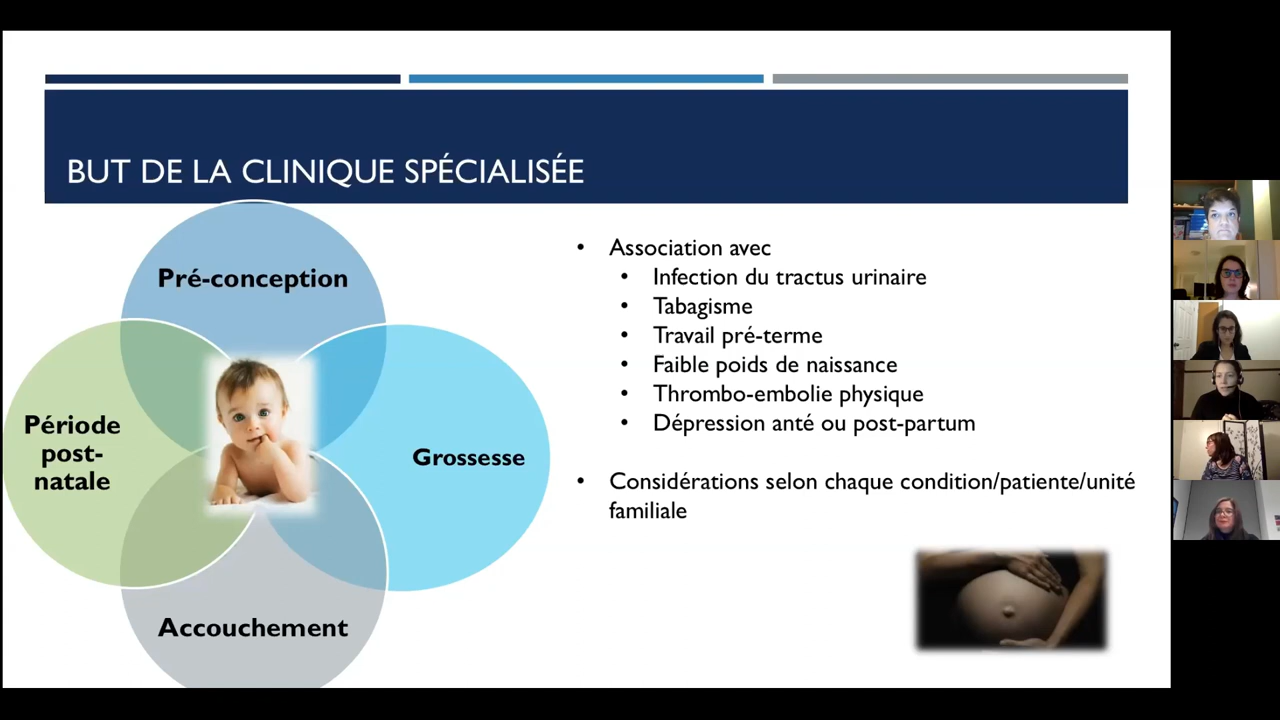 BUT DE LA CLINIQUE SPÉCIALISÉE
Pré-conception
Période
post-
natale
Grossesse
Accouchement
• Association avec
• Infection du tractus urinaire
• Tabagisme
• Travail pré-terme
• Faible poids de naissance
• Thrombo-embolie physique
• Dépression anté ou post-partum
• Considérations selon chaque condition/patiente/unité
familiale